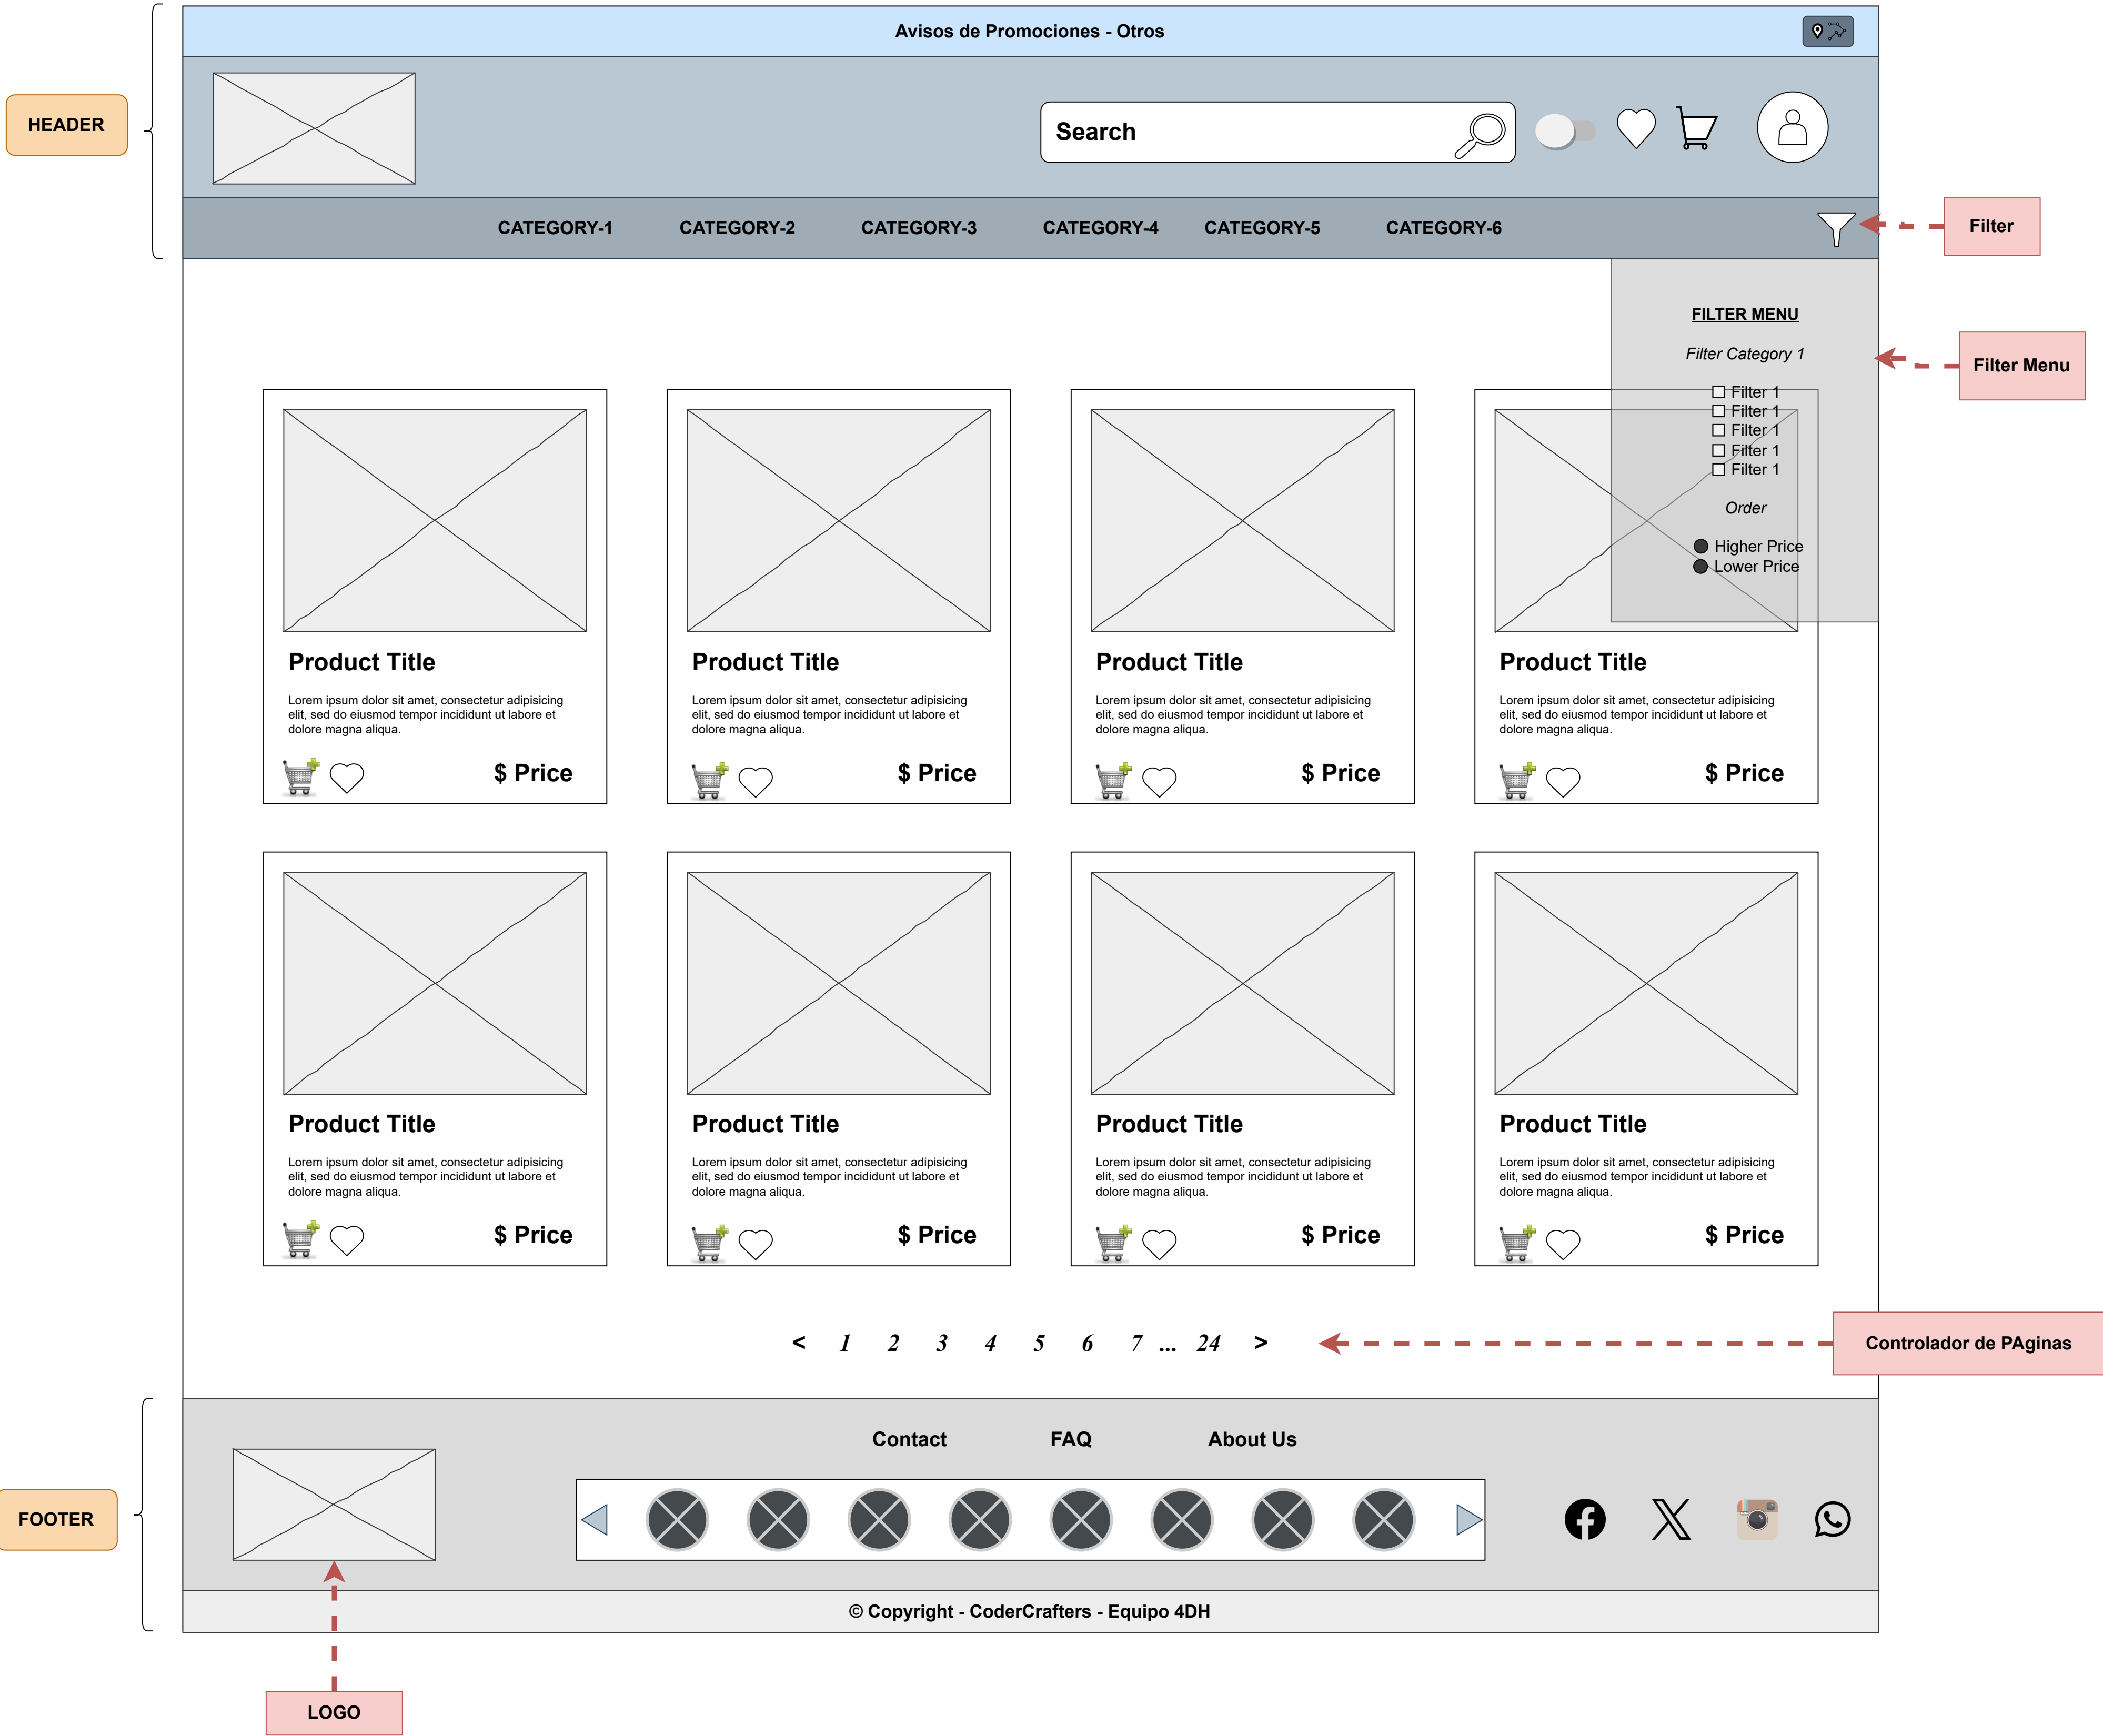 Avisos de Promociones - Otros
HEADER
Search
CATEGORY-1 CATEGORY-2 CATEGORY-3 CATEGORY-4 CATEGORY-5 CATEGORY-6
Filter
FILTER MENU
Filter Category 1
Filter 1
Filter 1
Filter 1
Filter 1
Filter 1
Order
Higher Price
Lower Price
Filter Menu
Product Title
Lorem ipsum dolor sit amet, consectetur adipisicing
elit, sed do eiusmod tempor incididunt ut labore et
dolore magna aliqua.
$ Price
Product Title
Lorem ipsum dolor sit amet, consectetur adipisicing
elit, sed do eiusmod tempor incididunt ut labore et
dolore magna aliqua.
$ Price
Product Title
Lorem ipsum dolor sit amet, consectetur adipisicing
elit, sed do eiusmod tempor incididunt ut labore et
dolore magna aliqua.
$ Price
Product Title
Lorem ipsum dolor sit amet, consectetur adipisicing
elit, sed do eiusmod tempor incididunt ut labore et
dolore magna aliqua.
$ Price
Product Title
Lorem ipsum dolor sit amet, consectetur adipisicing
elit, sed do eiusmod tempor incididunt ut labore et
dolore magna aliqua.
$ Price
Product Title
Lorem ipsum dolor sit amet, consectetur adipisicing
elit, sed do eiusmod tempor incididunt ut labore et
dolore magna aliqua.
$ Price
Product Title
Lorem ipsum dolor sit amet, consectetur adipisicing
elit, sed do eiusmod tempor incididunt ut labore et
dolore magna aliqua.
$ Price
Product Title
Lorem ipsum dolor sit amet, consectetur adipisicing
elit, sed do eiusmod tempor incididunt ut labore et
dolore magna aliqua.
$ Price
< 1 2 3 4 5 6 7 ... 24 >
Controlador de PAginas
Contact FAQ About Us
FOOTER
© Copyright - CoderCrafters - Equipo 4DH
LOGO